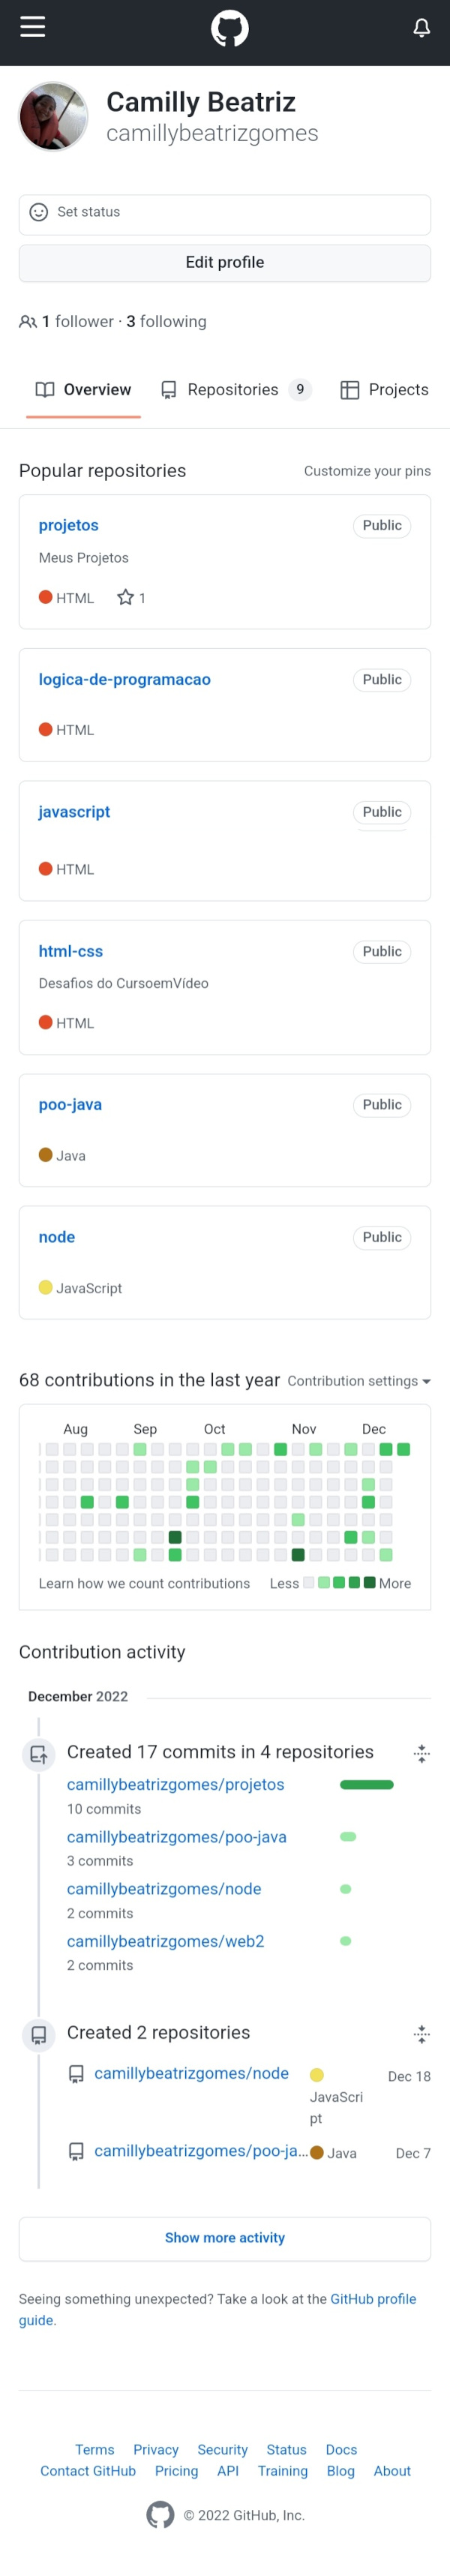 Camilly Beatriz
camillybeatrizgomes
Set status
Edit profile
1 follower · 3 following
Overview Repositories 9 Projects
Popular repositories Customize your pins
projetos Public
Meus Projetos
HTML 1
logica-de-programacao Public
HTML
javascript Public
HTML
html-css Public
Desafios do CursoemVídeo
HTML
poo-java Public
Java
node Public
JavaScript
68 contributions in the last year Contribution settings
Aug Sep Oct Nov Dec
Learn how we count contributions Less More
Contribution activity
December 2022
Created 17 commits in 4 repositories
camillybeatrizgomes/projetos
10 commits
camillybeatrizgomes/poo-java
3 commits
camillybeatrizgomes/node
2 commits
camillybeatrizgomes/web2
2 commits
Created 2 repositories
camillybeatrizgomes/node Dec 18
JavaScri
pt
camillybeatrizgomes/poo-ja... Java Dec 7
Show more activity
Seeing something unexpected? Take a look at the GitHub profile
guide.
Terms Privacy Security Status Docs
Contact GitHub Pricing API Training Blog About
© 2022 GitHub, Inc.